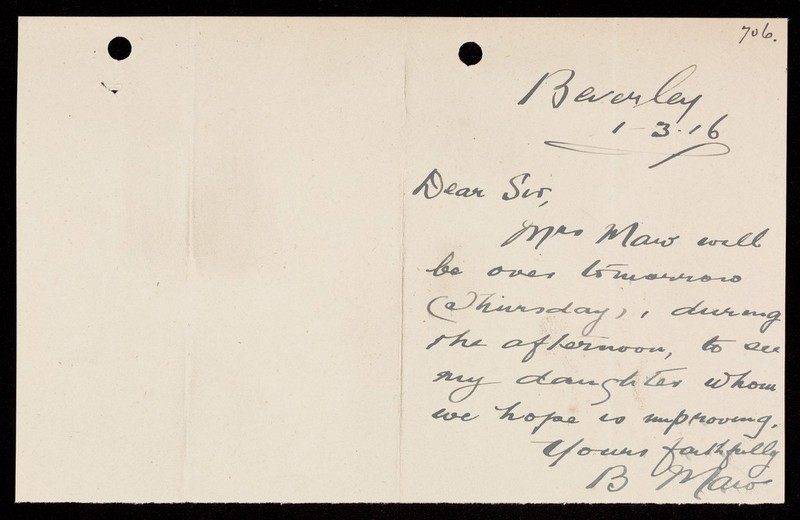 706.
Beverley
1-3-16
Dear Sir,
Mrs Maw will
be over tomorrow
(Thursday), during
the afternoon, to see
my daughter whom
we hope is improving.
Yours faithfully
B Maw